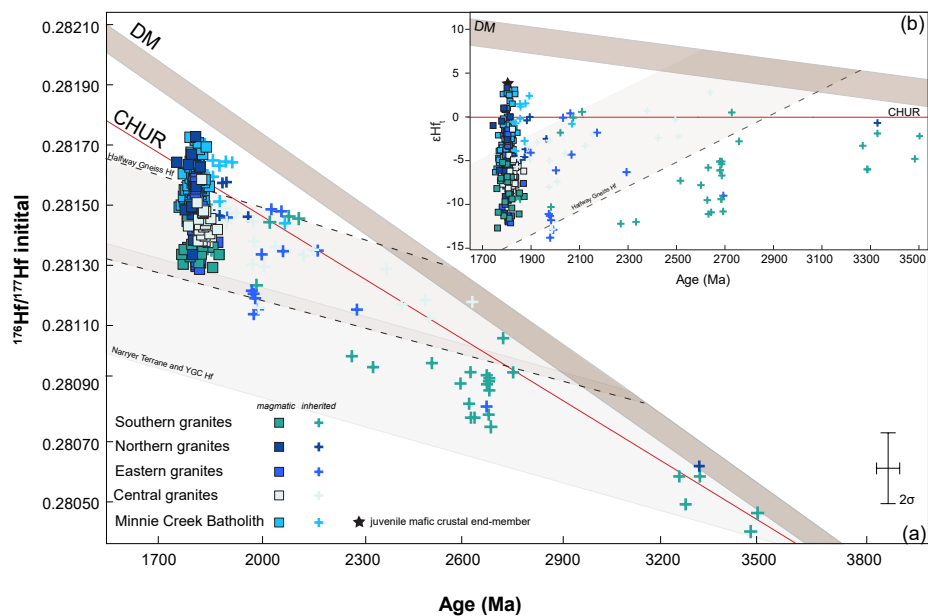 0.28210
0.28190
0.28170
0.28150
0.28130
0.28110
0.28090
0.28070
0.28050
¹⁷⁶Hf/¹⁷⁷Hf initital
DM
CHUR
Halfway Gneiss Hf
Narryer Terrane and YGC Hf
magmatic inherited
Southern granites
Northern granites
Eastern granites
Central granites
Minnie Creek Batholith
juvenile mafic crustal end-member
2σ
(a)
1700 2000 2300 2600 2900 3200 3500 3800
Age (Ma)
(b)
10
5
0
-5
-10
-15
εHfₜ
DM
CHUR
Halfway Gneiss Hf
1700 1900 2100 2300 2500 2700 2900 3100 3300 3500
Age (Ma)